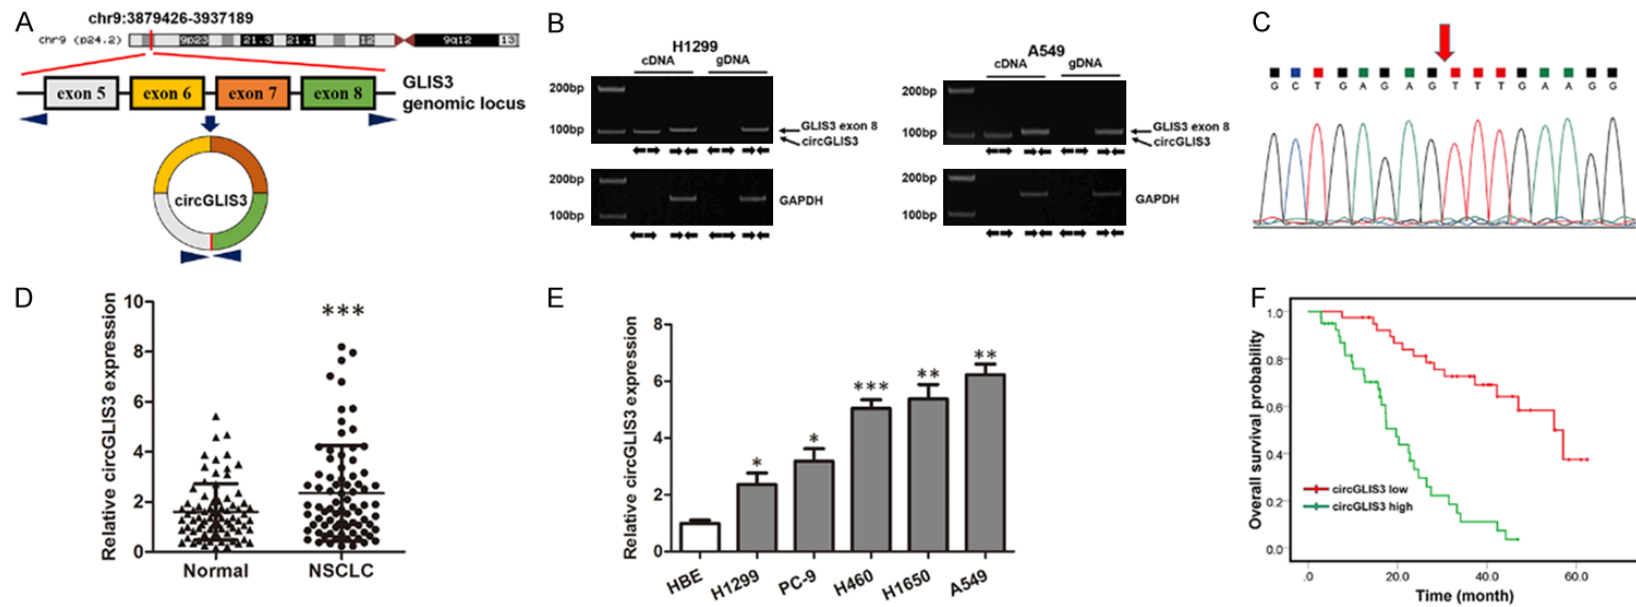 A
chr9:3879426-3937189
chr9 (p24.2) 9p23 21.3 21.1 12 9q12 13
exon 5 exon 6 exon 7 exon 8
GLIS3
genomic locus
circGLIS3
B
H1299
cDNA gDNA
200bp
100bp
GLIS3 exon 8
circGLIS3
200bp
100bp
GAPDH
A549
cDNA gDNA
200bp
100bp
GLIS3 exon 8
circGLIS3
200bp
100bp
GAPDH
C
G C T G A G A G T T T G A A G G
D
Relative circGLIS3 expression
10
8
6
4
2
0
***
Normal NSCLC
E
Relative circGLIS3 expression
8
6
4
2
0
* * *** ** **
HBE H1299 PC-9 H460 H1650 A549
F
Overall survival probability
1.0
0.8
0.6
0.4
0.2
0.0
circGLIS3 low
circGLIS3 high
.0 20.0 40.0 60.0
Time (month)